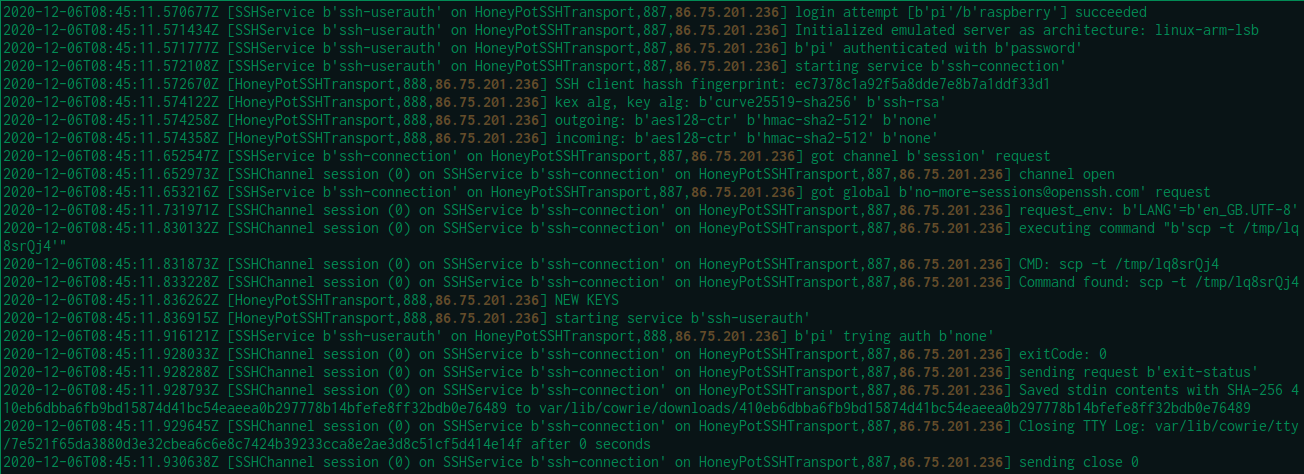 2020-12-06T08:45:11.570677Z [SSHService b'ssh-userauth' on HoneyPotSSHTransport,887,86.75.201.236] login attempt [b'pi'/b'raspberry'] succeeded
2020-12-06T08:45:11.571434Z [SSHService b'ssh-userauth' on HoneyPotSSHTransport,887,86.75.201.236] Initialized emulated server as architecture: linux-arm-lsb
2020-12-06T08:45:11.571777Z [SSHService b'ssh-userauth' on HoneyPotSSHTransport,887,86.75.201.236] b'pi' authenticated with b'password'
2020-12-06T08:45:11.572108Z [SSHService b'ssh-userauth' on HoneyPotSSHTransport,887,86.75.201.236] starting service b'ssh-connection'
2020-12-06T08:45:11.572670Z [HoneyPotSSHTransport,888,86.75.201.236] SSH client hassh fingerprint: ec7378c1a92f5a8dde7e8b7a1ddf33d1
2020-12-06T08:45:11.574122Z [HoneyPotSSHTransport,888,86.75.201.236] kex alg, key alg: b'curve25519-sha256' b'ssh-rsa'
2020-12-06T08:45:11.574258Z [HoneyPotSSHTransport,888,86.75.201.236] outgoing: b'aes128-ctr' b'hmac-sha2-512' b'none'
2020-12-06T08:45:11.574358Z [HoneyPotSSHTransport,888,86.75.201.236] incoming: b'aes128-ctr' b'hmac-sha2-512' b'none'
2020-12-06T08:45:11.652547Z [SSHService b'ssh-connection' on HoneyPotSSHTransport,887,86.75.201.236] got channel b'session' request
2020-12-06T08:45:11.652973Z [SSHChannel session (0) on SSHService b'ssh-connection' on HoneyPotSSHTransport,887,86.75.201.236] channel open
2020-12-06T08:45:11.653216Z [SSHService b'ssh-connection' on HoneyPotSSHTransport,887,86.75.201.236] got global b'no-more-sessions@openssh.com' request
2020-12-06T08:45:11.731971Z [SSHChannel session (0) on SSHService b'ssh-connection' on HoneyPotSSHTransport,887,86.75.201.236] request_env: b'LANG'=b'en_GB.UTF-8'
2020-12-06T08:45:11.830132Z [SSHChannel session (0) on SSHService b'ssh-connection' on HoneyPotSSHTransport,887,86.75.201.236] executing command "b'scp -t /tmp/lq
8srQj4'"
2020-12-06T08:45:11.831873Z [SSHChannel session (0) on SSHService b'ssh-connection' on HoneyPotSSHTransport,887,86.75.201.236] CMD: scp -t /tmp/lq8srQj4
2020-12-06T08:45:11.833228Z [SSHChannel session (0) on SSHService b'ssh-connection' on HoneyPotSSHTransport,887,86.75.201.236] Command found: scp -t /tmp/lq8srQj4
2020-12-06T08:45:11.836262Z [HoneyPotSSHTransport,888,86.75.201.236] NEW KEYS
2020-12-06T08:45:11.836915Z [HoneyPotSSHTransport,888,86.75.201.236] starting service b'ssh-userauth'
2020-12-06T08:45:11.916121Z [SSHService b'ssh-userauth' on HoneyPotSSHTransport,888,86.75.201.236] b'pi' trying auth b'none'
2020-12-06T08:45:11.928033Z [SSHChannel session (0) on SSHService b'ssh-connection' on HoneyPotSSHTransport,887,86.75.201.236] exitCode: 0
2020-12-06T08:45:11.928288Z [SSHChannel session (0) on SSHService b'ssh-connection' on HoneyPotSSHTransport,887,86.75.201.236] sending request b'exit-status'
2020-12-06T08:45:11.928793Z [SSHChannel session (0) on SSHService b'ssh-connection' on HoneyPotSSHTransport,887,86.75.201.236] Saved stdin contents with SHA-256 4
10eb6dbba6fb9bd15874d41bc54eaeea0b297778b14bfefe8ff32bdb0e76489 to var/lib/cowrie/downloads/410eb6dbba6fb9bd15874d41bc54eaeea0b297778b14bfefe8ff32bdb0e76489
2020-12-06T08:45:11.929645Z [SSHChannel session (0) on SSHService b'ssh-connection' on HoneyPotSSHTransport,887,86.75.201.236] Closing TTY Log: var/lib/cowrie/tty
/7e521f65da3880d3e32cbea6c6e8c7424b39233cca8e2ae3d8c51cf5d414e14f after 0 seconds
2020-12-06T08:45:11.930638Z [SSHChannel session (0) on SSHService b'ssh-connection' on HoneyPotSSHTransport,887,86.75.201.236] sending close 0